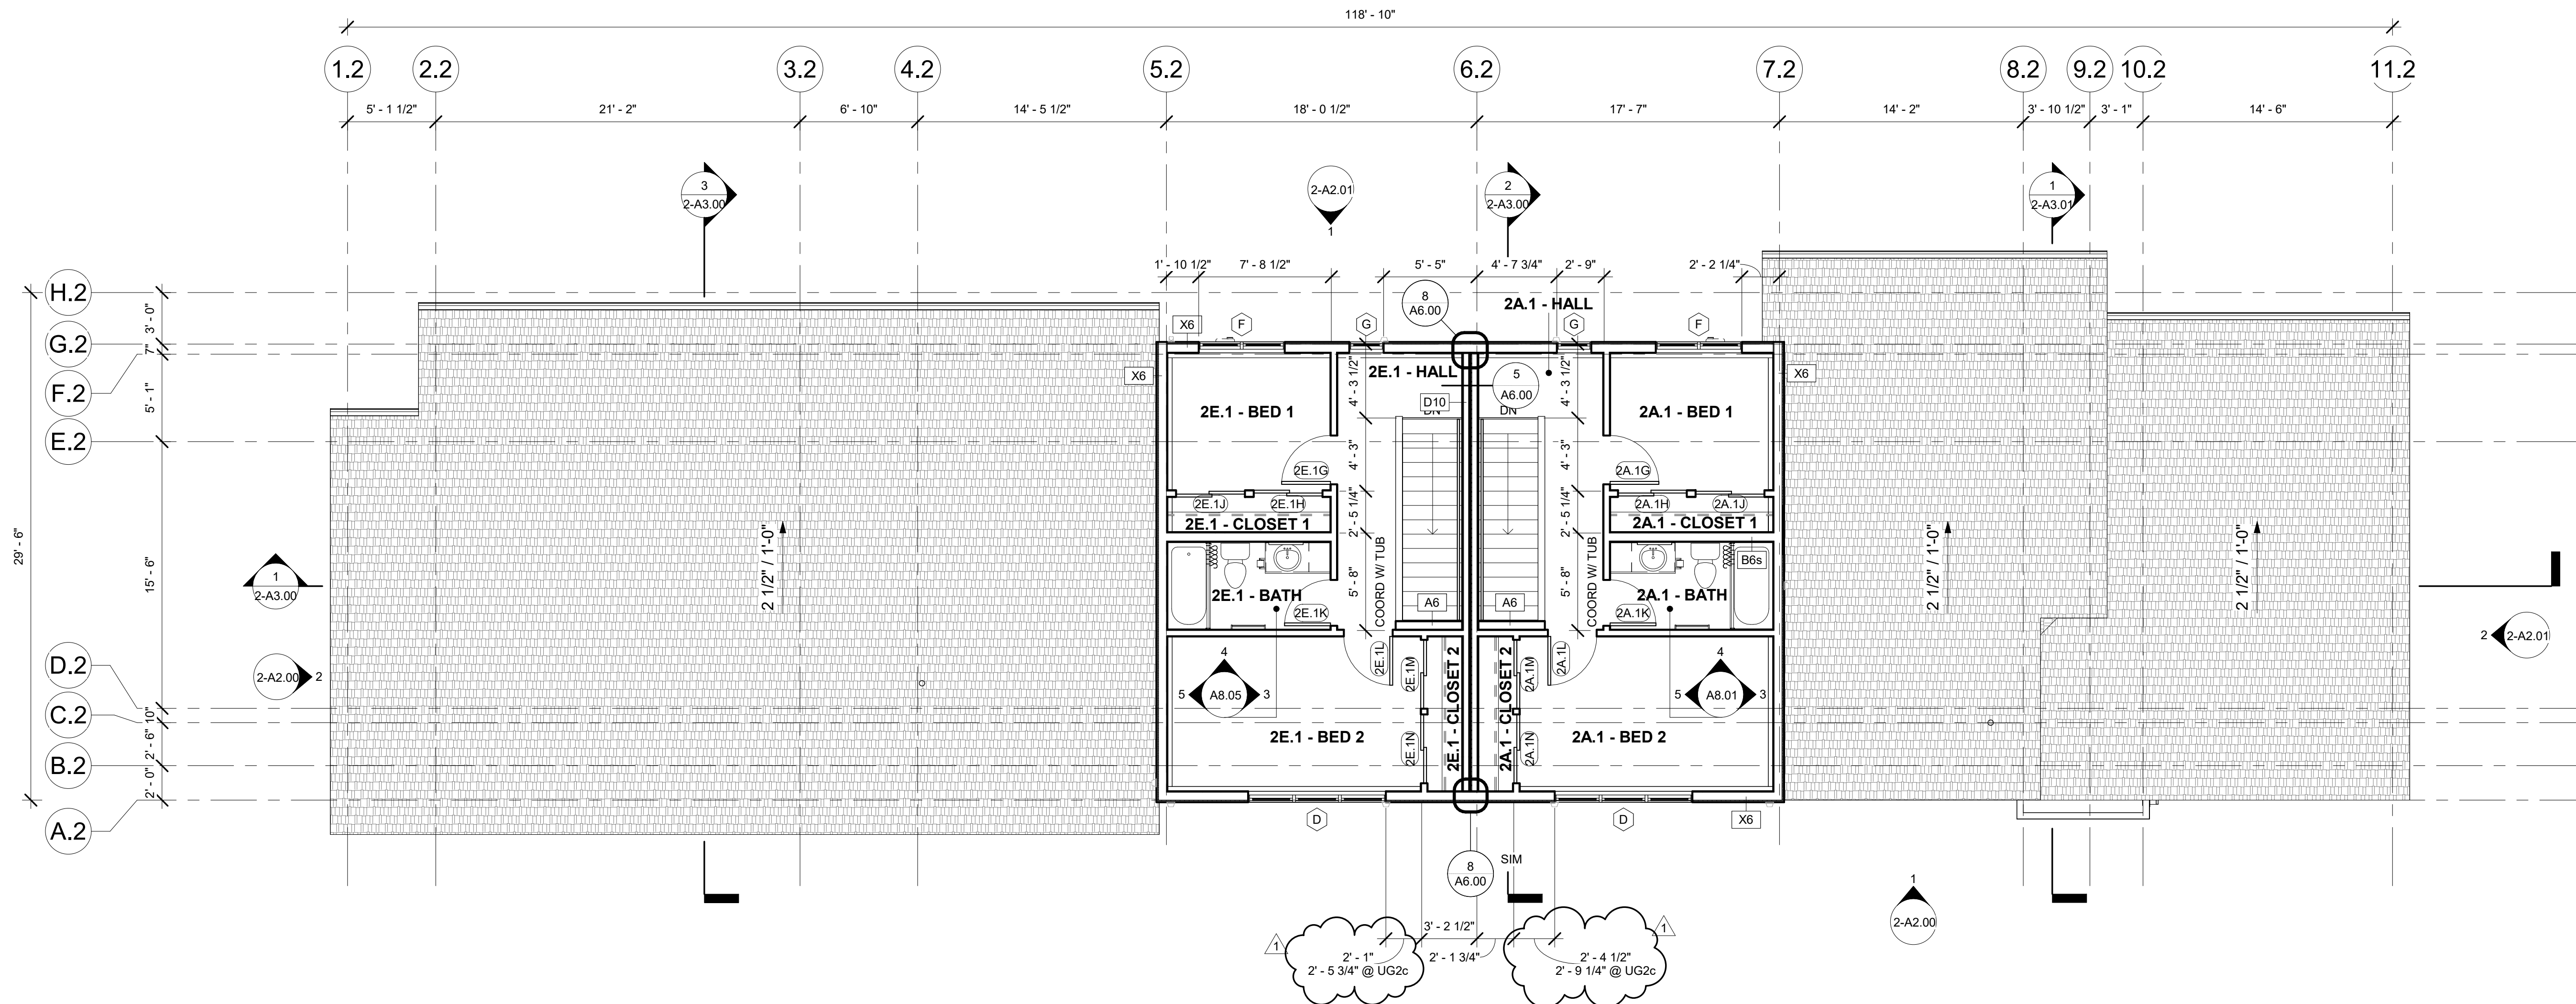 118' - 10"
1.2
2.2
3.2
4.2
5.2
6.2
7.2
8.2
9.2
10.2
11.2
5' - 1 1/2"
21' - 2"
6' - 10"
14' - 5 1/2"
18' - 0 1/2"
17' - 7"
14' - 2"
3' - 10 1/2"
3' - 1"
14' - 6"
3
2-A3.00
2-A2.01
1
2
2-A3.00
1
2-A3.01
1' - 10 1/2"
7' - 8 1/2"
5' - 5"
4' - 7 3/4"
2' - 9"
2' - 2 1/4"
H.2
G.2
F.2
E.2
D.2
C.2
B.2
A.2
29' - 6"
3' - 0"
7"
5' - 1"
15' - 6"
10"
2' - 6"
2' - 0"
8
A6.00
2A.1 - HALL
X6
F
G
G
F
X6
2E.1 - HALL
5
A6.00
X6
D10
DN
DN
4' - 3 1/2"
4' - 3 1/2"
2E.1 - BED 1
2A.1 - BED 1
4' - 3"
4' - 3"
2E.1G
2A.1G
2E.1J
2E.1H
2A.1H
2A.1J
2' - 5 1/4"
2' - 5 1/4"
2E.1 - CLOSET 1
2A.1 - CLOSET 1
2 1/2" / 1'-0"
2 1/2" / 1'-0"
2 1/2" / 1'-0"
5' - 8"
COORD W/ TUB
5' - 8"
COORD W/ TUB
B6s
1
2-A3.00
2E.1 - BATH
2A.1 - BATH
A6
A6
2E.1K
2A.1K
2-A2.00
2
2
2-A2.01
2E.1L
2E.1M
2E.1 - CLOSET 2
2A.1 - CLOSET 2
2A.1M
2A.1L
4
5
A8.05
3
4
5
A8.01
3
2E.1 - BED 2
2E.1N
2A.1N
2A.1 - BED 2
D
D
X6
8
A6.00
SIM
1
2-A2.00
1
3' - 2 1/2"
1
2' - 1"
2' - 5 3/4" @ UG2c
2' - 1 3/4"
2' - 4 1/2"
2' - 9 1/4" @ UG2c